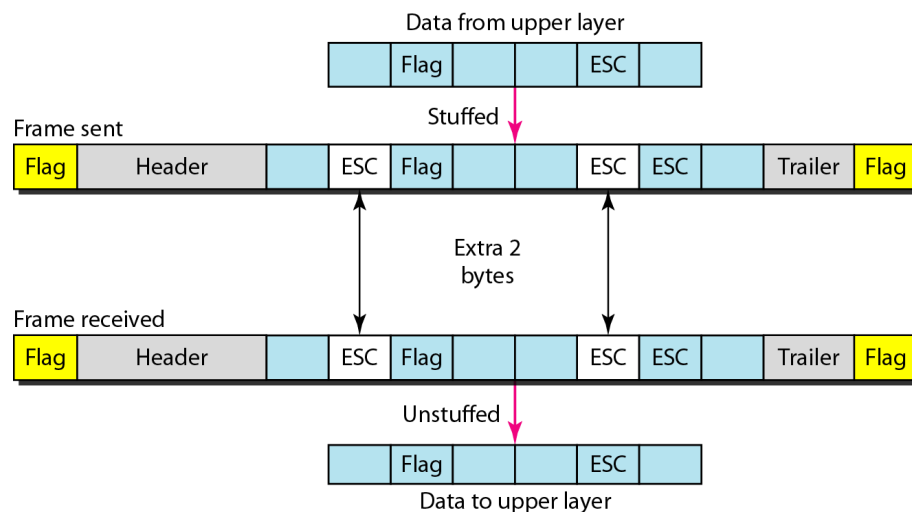 Data from upper layer
Flag ESC
Stuffed
Frame sent
Flag Header ESC Flag ESC ESC Trailer Flag
Extra 2
bytes
Frame received
Flag Header ESC Flag ESC ESC Trailer Flag
Unstuffed
Flag ESC
Data to upper layer